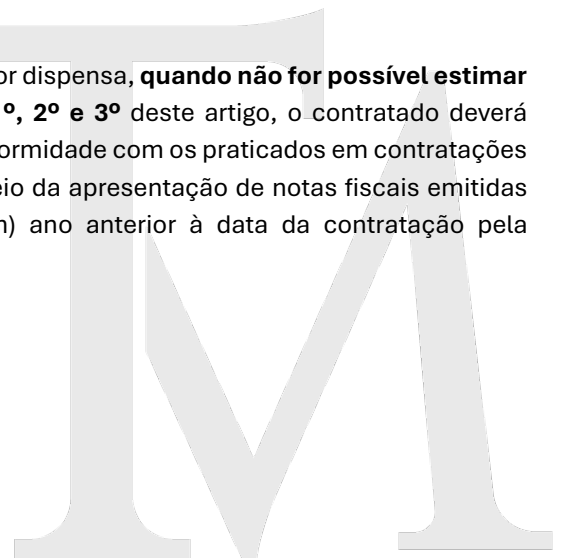 or dispensa, quando não for possível estimar
º, 2º e 3º deste artigo, o contratado deverá
ormidade com os praticados em contratações
eio da apresentação de notas fiscais emitidas
) ano anterior à data da contratação pela